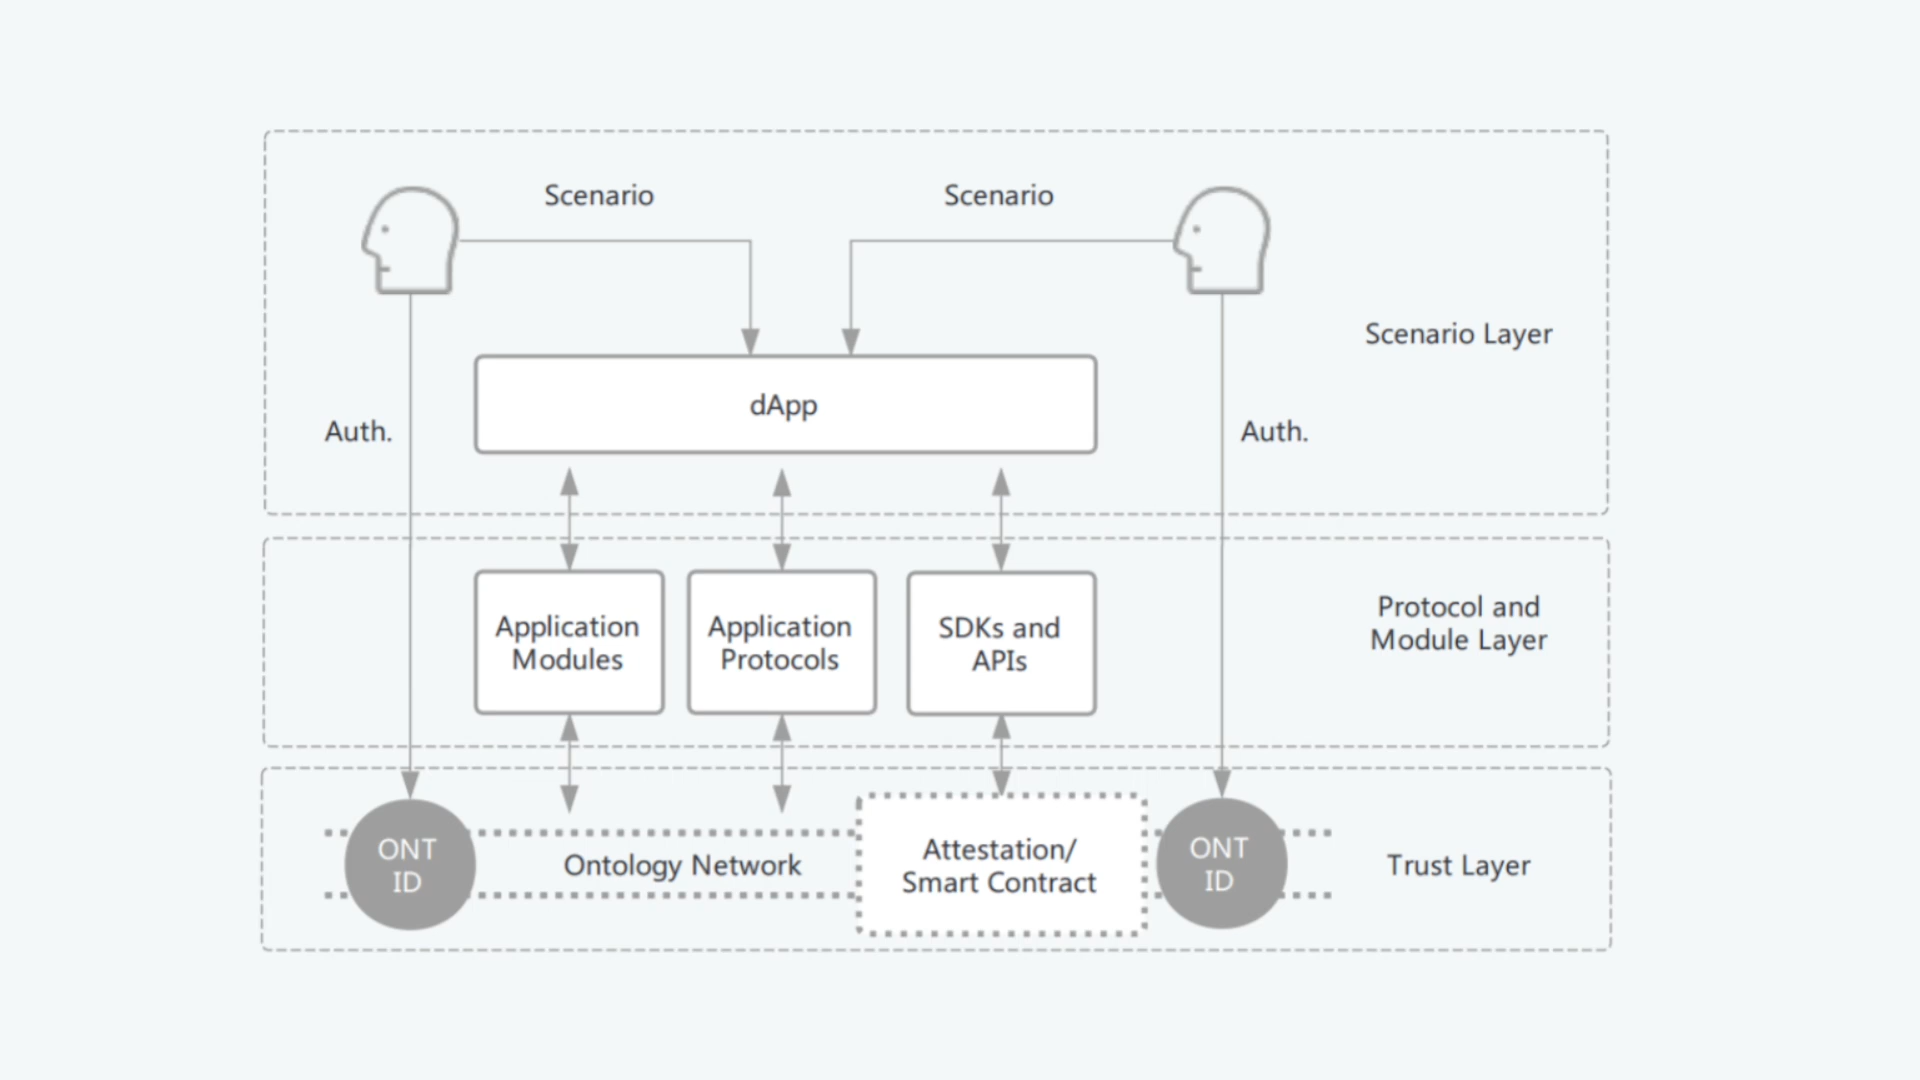 Scenario
Scenario
Scenario Layer
dApp
Auth.
Auth.
Application
Modules
Application
Protocols
SDKs and
APIs
Protocol and
Module Layer
ONT
ID
Ontology Network
Attestation/
Smart Contract
ONT
ID
Trust Layer